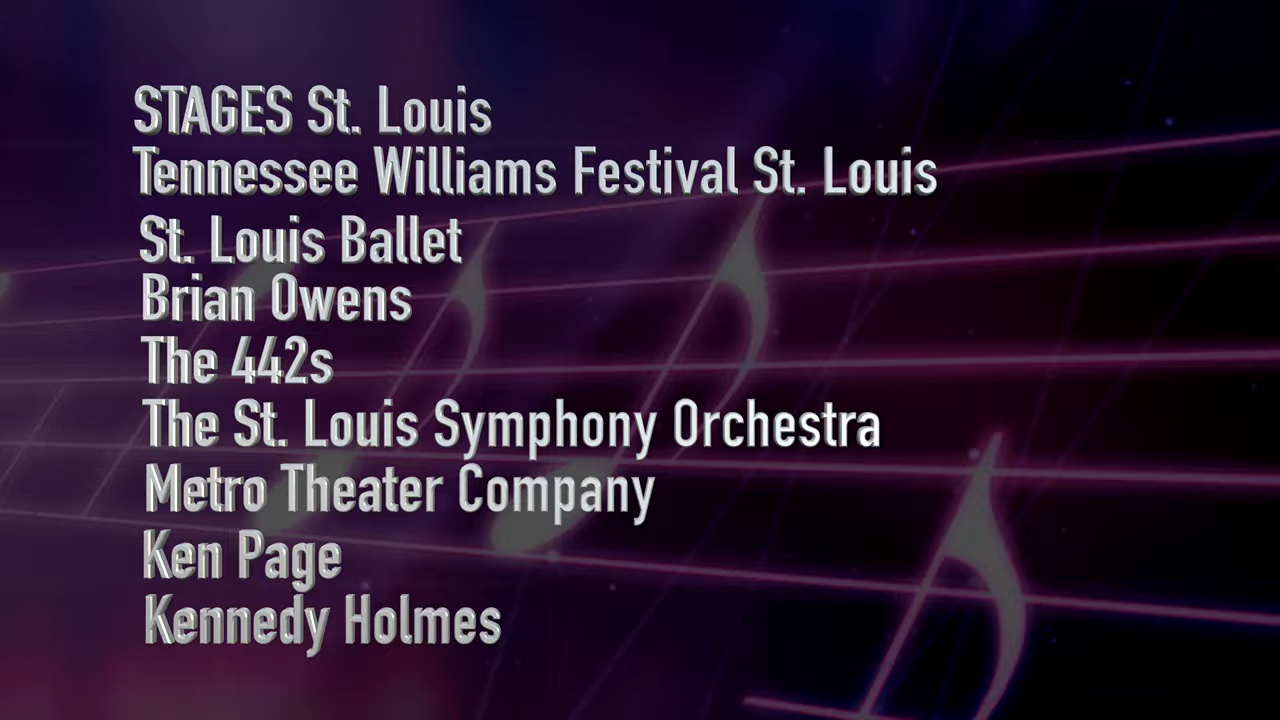 STAGES St. Louis
Tennessee Williams Festival St. Louis
St. Louis Ballet
Brian Owens
The 442s
The St. Louis Symphony Orchestra
Metro Theater Company
Ken Page
Kennedy Holmes